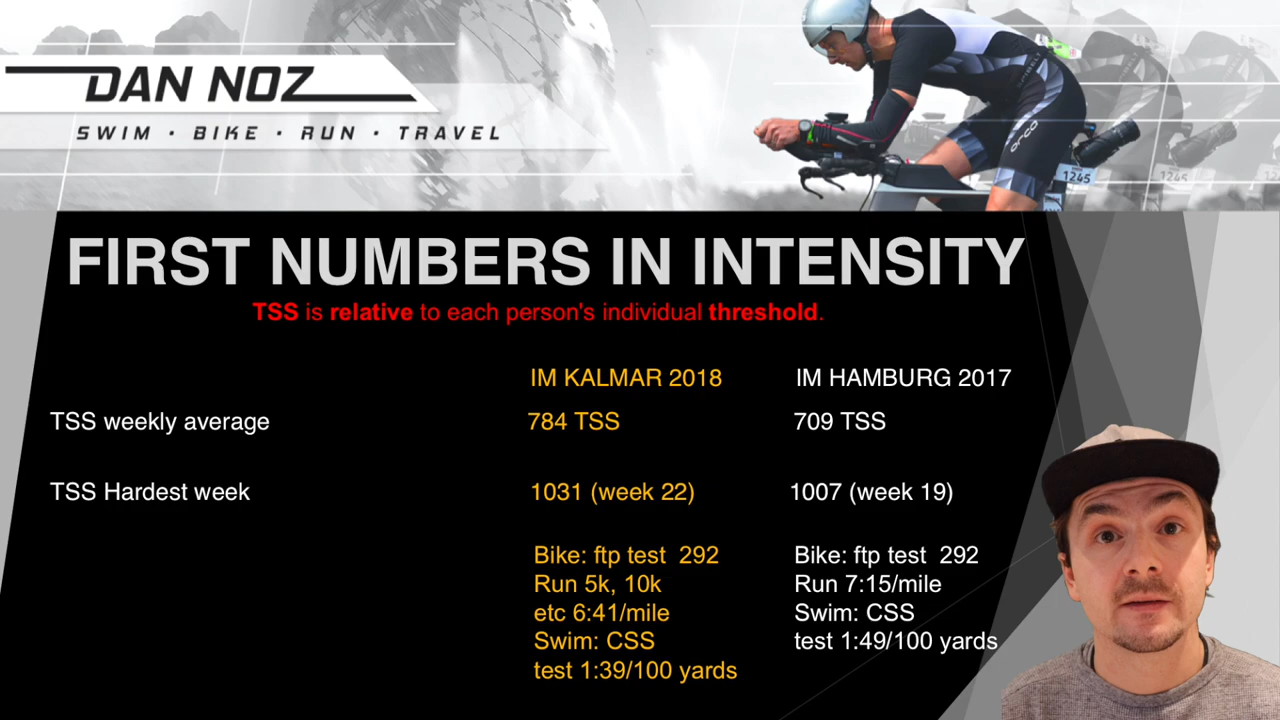 DAN NOZ
SWIM · BIKE · RUN · TRAVEL
ORCA
1245
1245
FIRST NUMBERS IN INTENSITY
TSS is relative to each person's individual threshold.
IM KALMAR 2018 IM HAMBURG 2017
TSS weekly average 784 TSS 709 TSS
TSS Hardest week 1031 (week 22) 1007 (week 19)
Bike: ftp test 292
Run 5k, 10k
etc 6:41/mile
Swim: CSS
test 1:39/100 yards
Bike: ftp test 292
Run 7:15/mile
Swim: CSS
test 1:49/100 yards